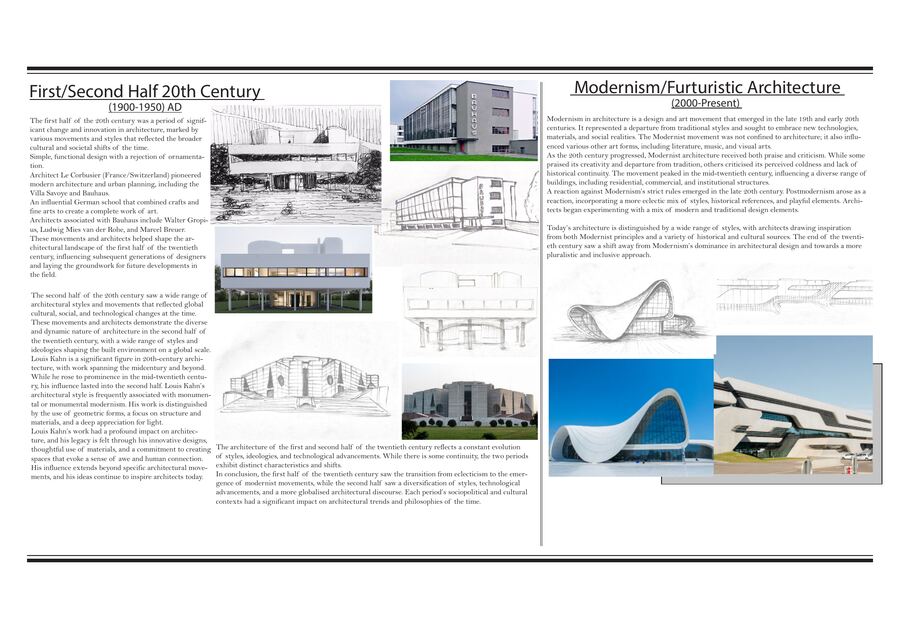 First/Second Half 20th Century
(1900-1950) AD
The first half of the 20th century was a period of signif-
icant change and innovation in architecture, marked by
various movements and styles that reflected the broader
cultural and societal shifts of the time.
Simple, functional design with a rejection of ornamenta-
tion.
Architect Le Corbusier (France/Switzerland) pioneered
modern architecture and urban planning, including the
Villa Savoye and Bauhaus.
An influential German school that combined crafts and
fine arts to create a complete work of art.
Architects associated with Bauhaus include Walter Gropi-
us, Ludwig Mies van der Rohe, and Marcel Breuer.
These movements and architects helped shape the ar-
chitectural landscape of the first half of the twentieth
century, influencing subsequent generations of designers
and laying the groundwork for future developments in
the field.
The second half of the 20th century saw a wide range of
architectural styles and movements that reflected global
cultural, social, and technological changes at the time.
These movements and architects demonstrate the diverse
and dynamic nature of architecture in the second half of
the twentieth century, with a wide range of styles and
ideologies shaping the built environment on a global scale.
Louis Kahn is a significant figure in 20th-century archi-
tecture, with work spanning the midcentury and beyond.
While he rose to prominence in the mid-twentieth centu-
ry, his influence lasted into the second half. Louis Kahn's
architectural style is frequently associated with monumen-
tal or monumental modernism. His work is distinguished
by the use of geometric forms, a focus on structure and
materials, and a deep appreciation for light.
Louis Kahn's work had a profound impact on architec-
ture, and his legacy is felt through his innovative designs,
thoughtful use of materials, and a commitment to creating
spaces that evoke a sense of awe and human connection.
His influence extends beyond specific architectural move-
ments, and his ideas continue to inspire architects today.
BAUHAUS
The architecture of the first and second half of the twentieth century reflects a constant evolution
of styles, ideologies, and technological advancements. While there is some continuity, the two periods
exhibit distinct characteristics and shifts.
In conclusion, the first half of the twentieth century saw the transition from eclecticism to the emer-
gence of modernist movements, while the second half saw a diversification of styles, technological
advancements, and a more globalised architectural discourse. Each period's sociopolitical and cultural
contexts had a significant impact on architectural trends and philosophies of the time.
Modernism/Furturistic Architecture
(2000-Present)
Modernism in architecture is a design and art movement that emerged in the late 19th and early 20th
centuries. It represented a departure from traditional styles and sought to embrace new technologies,
materials, and social realities. The Modernist movement was not confined to architecture; it also influ-
enced various other art forms, including literature, music, and visual arts.
As the 20th century progressed, Modernist architecture received both praise and criticism. While some
praised its creativity and departure from tradition, others criticised its perceived coldness and lack of
historical continuity. The movement peaked in the mid-twentieth century, influencing a diverse range of
buildings, including residential, commercial, and institutional structures.
A reaction against Modernism's strict rules emerged in the late 20th century. Postmodernism arose as a
reaction, incorporating a more eclectic mix of styles, historical references, and playful elements. Archi-
tects began experimenting with a mix of modern and traditional design elements.
Today's architecture is distinguished by a wide range of styles, with architects drawing inspiration
from both Modernist principles and a variety of historical and cultural sources. The end of the twenti-
eth century saw a shift away from Modernism's dominance in architectural design and towards a more
pluralistic and inclusive approach.